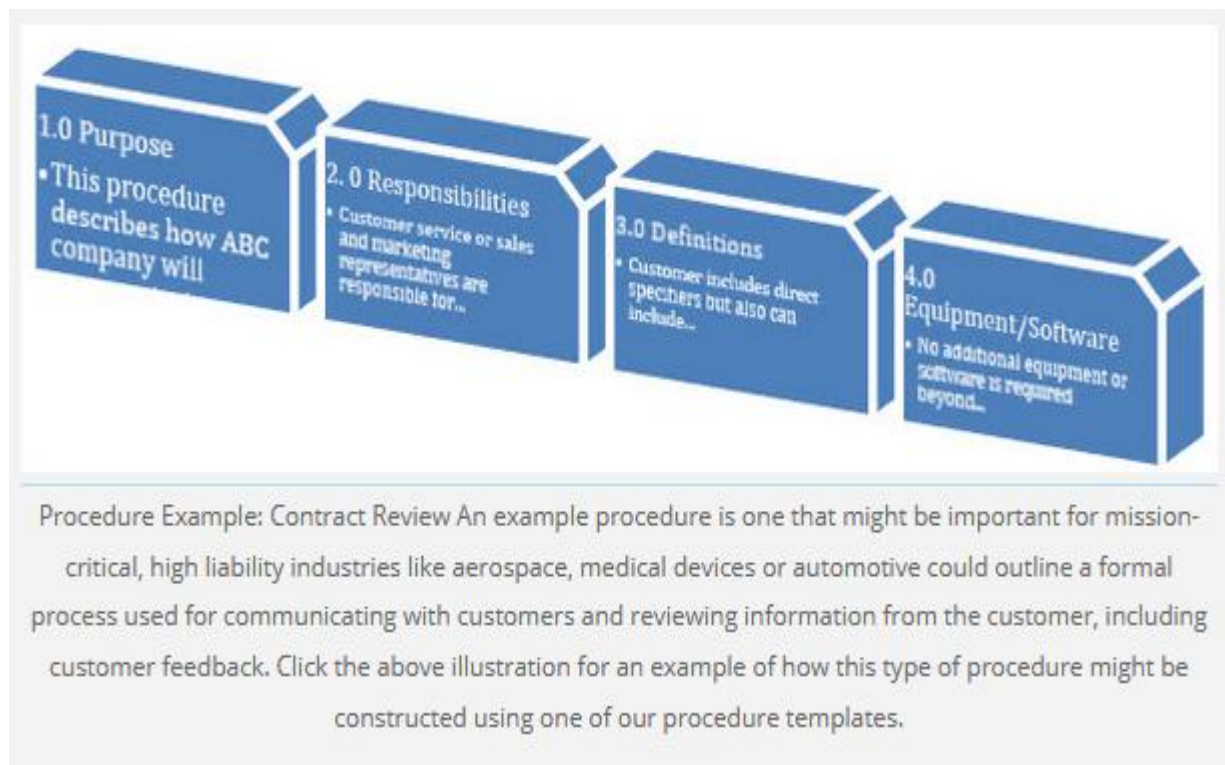 1.0 Purpose
• This procedure
describes how ABC
company will
2. 0 Responsibilities
• Customer service or sales
and marketing
representatives are
responsible for...
3.0 Definitions
• Customer includes direct
specifiers but also can
include...
4.0
Equipment/Software
• No additional equipment or
software is required
beyond...
Procedure Example: Contract Review An example procedure is one that might be important for mission-
critical, high liability industries like aerospace, medical devices or automotive could outline a formal
process used for communicating with customers and reviewing information from the customer, including
customer feedback. Click the above illustration for an example of how this type of procedure might be
constructed using one of our procedure templates.